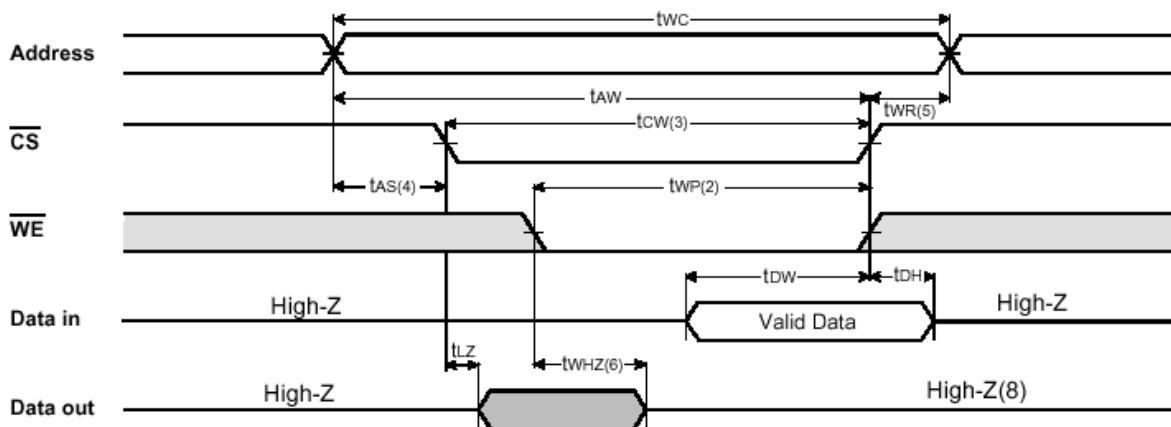 tWC
Address
tAW
tWR(5)
tCW(3)
CS
tAS(4)
tWP(2)
WE
tDW
tDH
High-Z
High-Z
Data in
Valid Data
tLZ
tWHZ(6)
High-Z
High-Z(8)
Data out